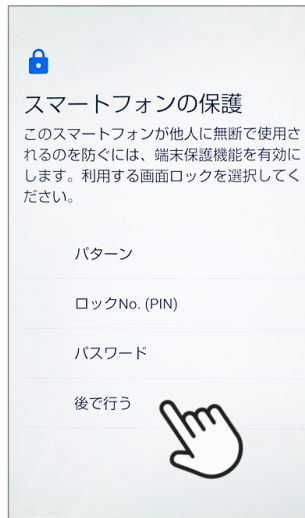 スマートフォンの保護
このスマートフォンが他人に無断で使用さ
れるのを防ぐには、端末保護機能を有効に
します。利用する画面ロックを選択してく
ださい。
パターン
ロックNo. (PIN)
パスワード
後で行う